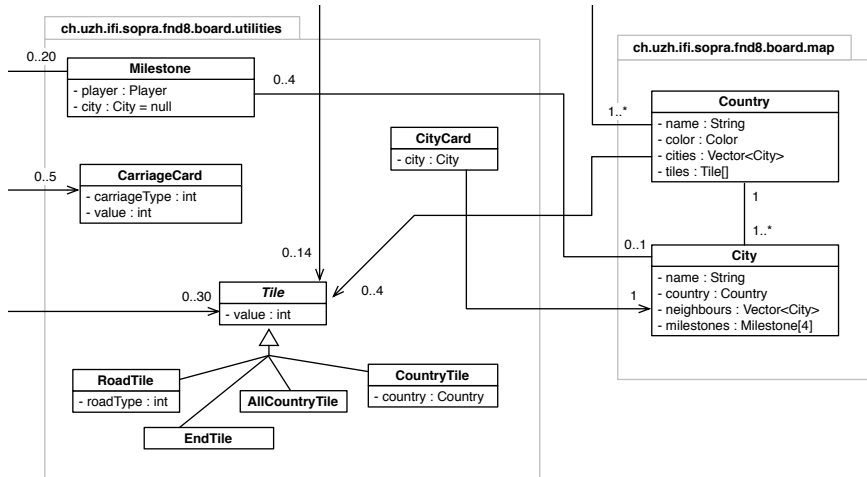 ch.uzh.ifi.sopra.fnd8.board.utilities
ch.uzh.ifi.sopra.fnd8.board.map
0..20
Milestone
- player : Player
- city : City = null
0..4
CityCard
- city : City
1..*
Country
- name : String
- color : Color
- cities : Vector<City>
- tiles : Tile[]
0..5
CarriageCard
- carriageType : int
- value : int
1
1..*
0..14
0..1
City
- name : String
- country : Country
- neighbours : Vector<City>
- milestones : Milestone[4]
0..30
Tile
- value : int
0..4
1
RoadTile
- roadType : int
AllCountryTile
CountryTile
- country : Country
EndTile